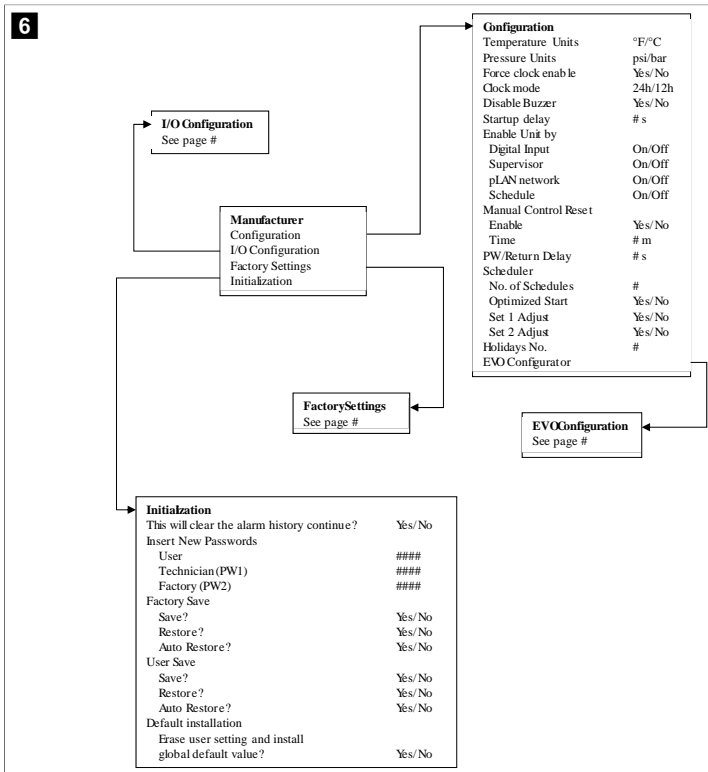 6
Configuration
Temperature Units °F/°C
Pressure Units psi/bar
Force clock enable Yes/No
Clock mode 24h/12h
Disable Buzzer Yes/No
Startup delay # s
Enable Unit by
Digital Input On/Off
Supervisor On/Off
pLAN network On/Off
Schedule On/Off
Manual Control Reset
Enable Yes/No
Time # m
PW/Return Delay # s
Scheduler
No. of Schedules #
Optimized Start Yes/No
Set 1 Adjust Yes/No
Set 2 Adjust Yes/No
Holidays No. #
EVO Configurator
I/O Configuration
See page #
Manufacturer
Configuration
I/O Configuration
Factory Settings
Initialization
FactorySettings
See page #
EVOConfiguration
See page #
Initialzation
This will clear the alarm history continue? Yes/No
Insert New Passwords
User ####
Technician (PW1) ####
Factory (PW2) ####
Factory Save
Save? Yes/No
Restore? Yes/No
Auto Restore? Yes/No
User Save
Save? Yes/No
Restore? Yes/No
Auto Restore? Yes/No
Default installation
Erase user setting and install
global default value? Yes/No